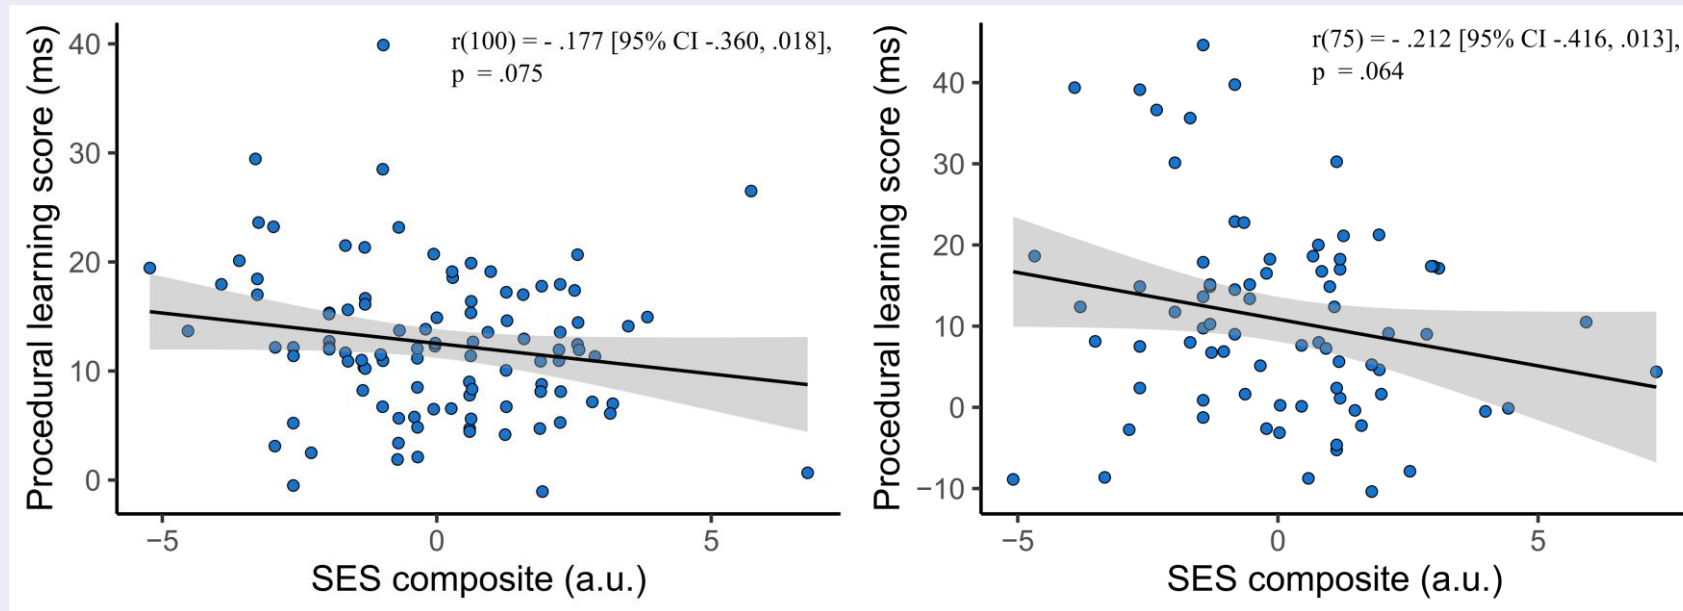 Procedural learning score (ms)
40
30
20
10
0
r(100) = - .177 [95% CI -.360, .018],
p = .075
−5
0
5
SES composite (a.u.)
Procedural learning score (ms)
40
30
20
10
0
−10
r(75) = - .212 [95% CI -.416, .013],
p = .064
−5
0
5
SES composite (a.u.)